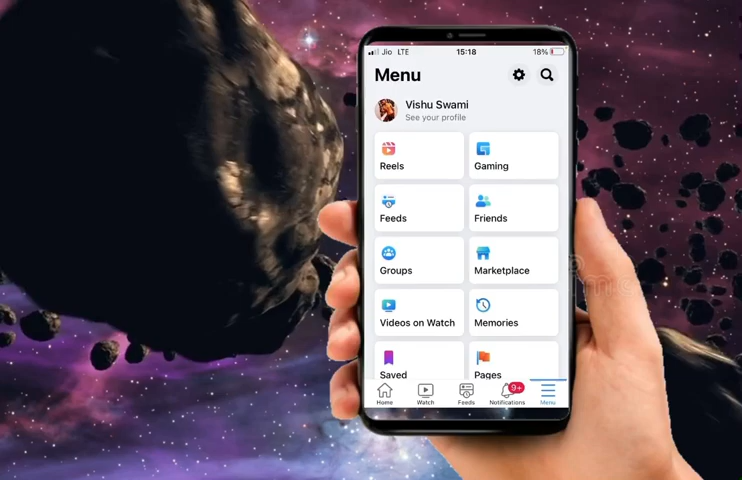 Jio LTE 15:18 18%
Menu
Vishu Swami
See your profile
Reels Gaming
Feeds Friends
Groups Marketplace
Videos on Watch Memories
Saved Pages
9+
Home Watch Feeds Notifications Menu